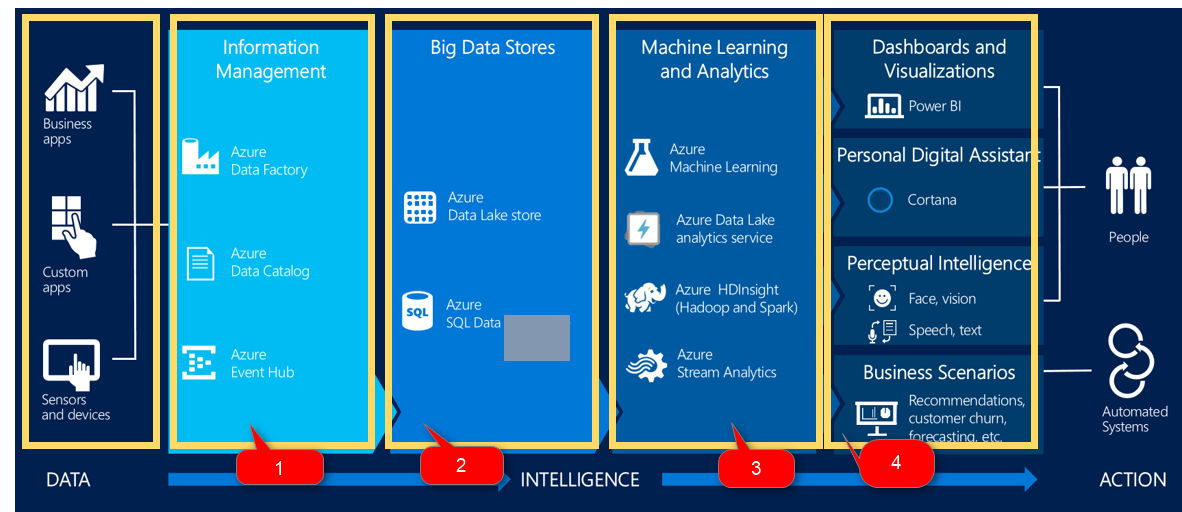 Business
apps
Custom
apps
Sensors
and devices
Information
Management
Azure
Data Factory
Azure
Data Catalog
Azure
Event Hub
Big Data Stores
Azure
Data Lake store
SQL
Azure
SQL Data
Machine Learning
and Analytics
Azure
Machine Learning
Azure Data Lake
analytics service
Azure HDInsight
(Hadoop and Spark)
Azure
Stream Analytics
Dashboards and
Visualizations
Power BI
Personal Digital Assistant
Cortana
Perceptual Intelligence
Face, vision
Speech, text
Business Scenarios
Recommendations,
customer churn,
forecasting, etc.
People
Automated
Systems
1
2
3
4
DATA
INTELLIGENCE
ACTION